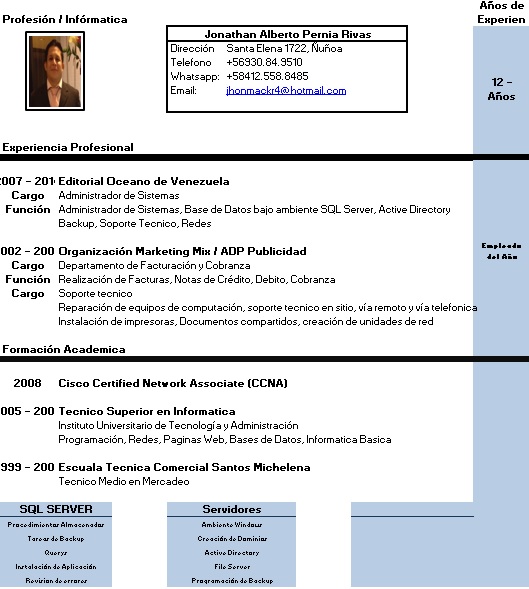 Años de
Profesión / Infórmatica
Experien
Jonathan Alberto Pernia Rivas
Dirección Santa Elena 1722, Ñuñoa
Telefono +56930.84.9510
Whatsapp: +58412.558.8485
Email: jhonmackr4@hotmail.com
12 -
Años
Experiencia Profesional
2007 - 201 Editorial Oceano de Venezuela
Cargo Administrador de Sistemas
Función Administrador de Sistemas, Base de Datos bajo ambiente SQL Server, Active Directory
Backup, Soporte Tecnico, Redes
002 - 200 Organización Marketing Mix / ADP Publicidad
Empleado
del Año
Cargo Departamento de Facturación y Cobranza
Función Realización de Facturas, Notas de Crédito, Debito, Cobranza
Cargo Soporte tecnico
Reparación de equipos de computación, soporte tecnico en sitio, vía remoto y vía telefonica
Instalación de impresoras, Documentos compartidos, creación de unidades de red
Formación Academica
2008 Cisco Certified Network Associate (CCNA)
005 - 200 Tecnico Superior en Informatica
Instituto Universitario de Tecnología y Administración
Programación, Redes, Paginas Web, Bases de Datos, Informatica Basica
999 - 200 Escuala Tecnica Comercial Santos Michelena
Tecnico Medio en Mercadeo
SQL SERVER
Procedimientos Almacenados
Tareas de Backup
Querys
Instalación de Aplicación
Revision de errores
Servidores
Ambiente Windows
Creación de Dominios
Active Directory
File Server
Programación de Backup